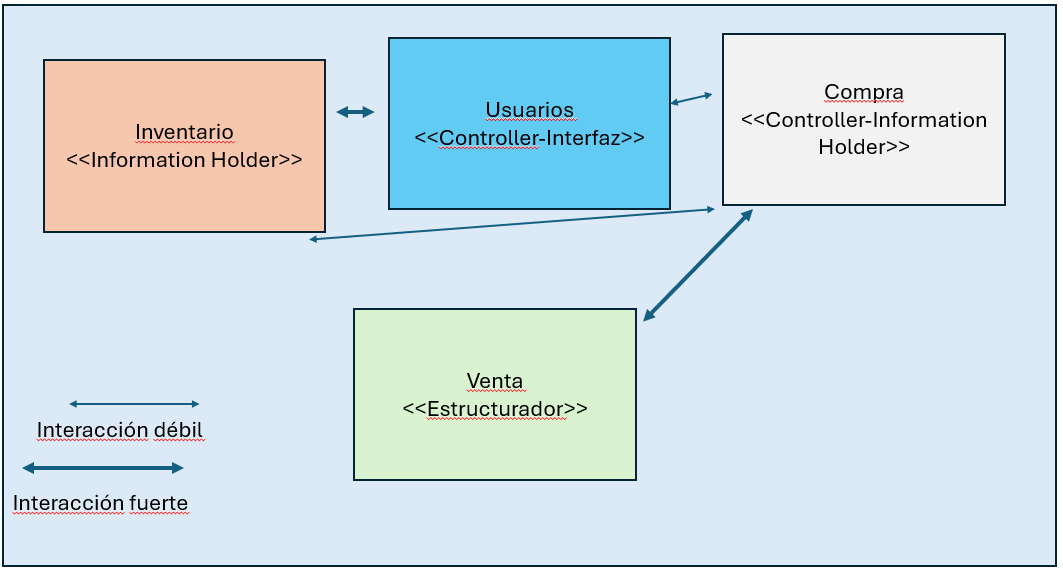 Inventario
<<Information Holder>>
Usuarios
<<Controller-Interfaz>>
Compra
<<Controller-Information
Holder>>
Venta
<<Estructurador>>
Interacción débil
Interacción fuerte